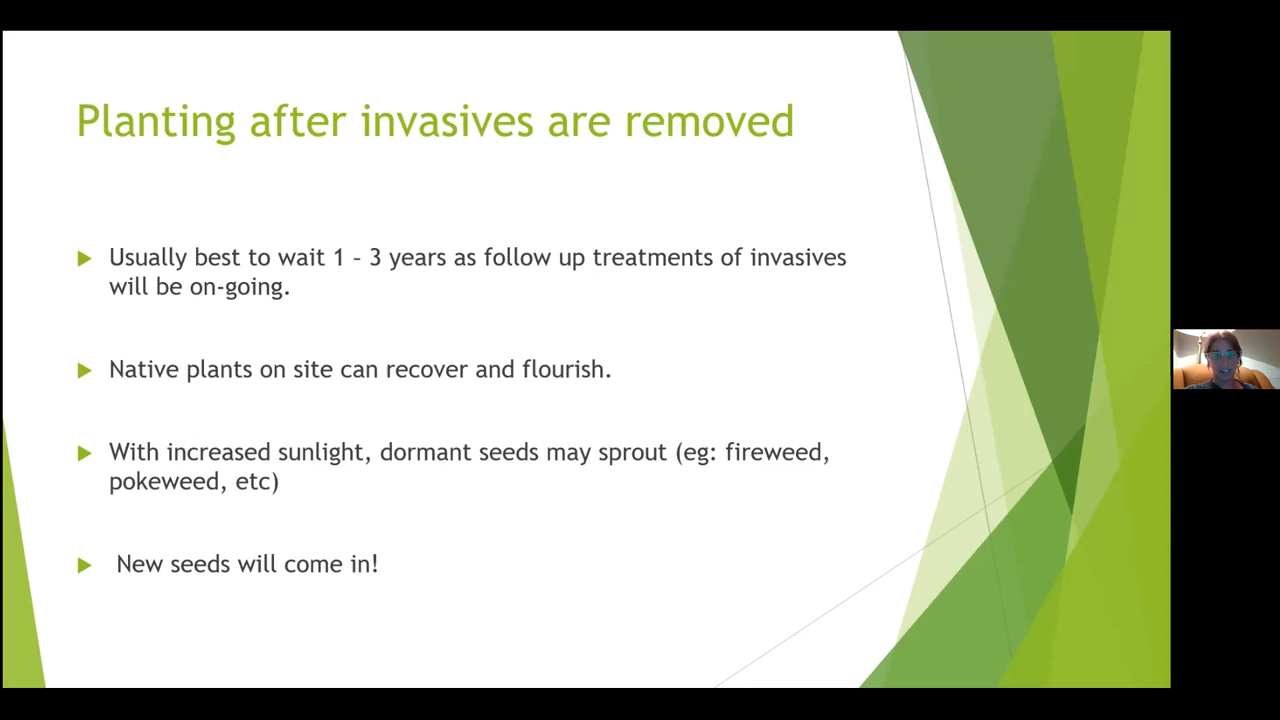 Planting after invasives are removed
Usually best to wait 1 – 3 years as follow up treatments of invasives
will be on-going.
Native plants on site can recover and flourish.
With increased sunlight, dormant seeds may sprout (eg: fireweed,
pokeweed, etc)
New seeds will come in!